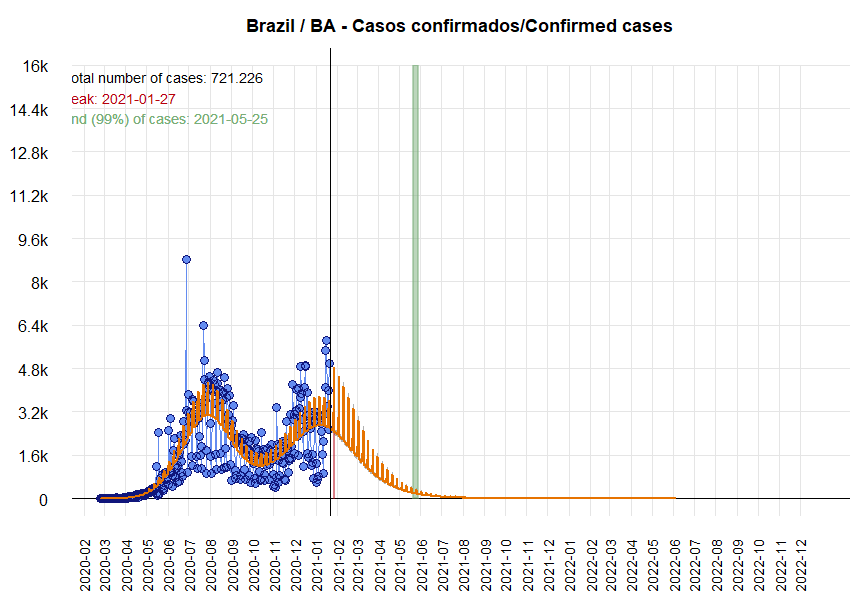 Brazil / BA - Casos confirmados/Confirmed cases
16k
otal number of cases: 721.226
eak: 2021-01-27
14.4k
nd (99%) of cases: 2021-05-25
12.8k
11.2k
9.6k
8k
6.4k
4.8k
3.2k
1.6k
0
2020-02
2020-03
2020-04
2020-05
2020-06
2020-07
2020-08
2020-09
2020-10
2020-11
2020-12
2021-01
2021-02
2021-03
2021-04
2021-05
2021-06
2021-07
2021-08
2021-09
2021-10
2021-11
2021-12
2022-01
2022-02
2022-03
2022-04
2022-05
2022-06
2022-07
2022-08
2022-09
2022-10
2022-11
2022-12